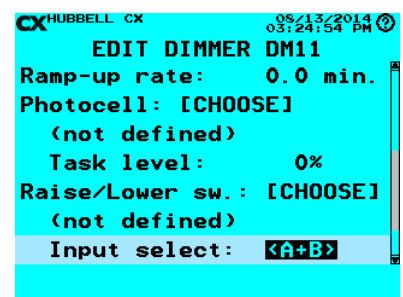 CX HUBBELL CX 08/13/2014
03:24:54 PM ?
EDIT DIMMER DM11
Ramp-up rate: 0.0 min.
Photocell: [CHOOSE]
(not defined)
Task level: 0%
Raise/Lower sw.: [CHOOSE]
(not defined)
Input select: <A+B>